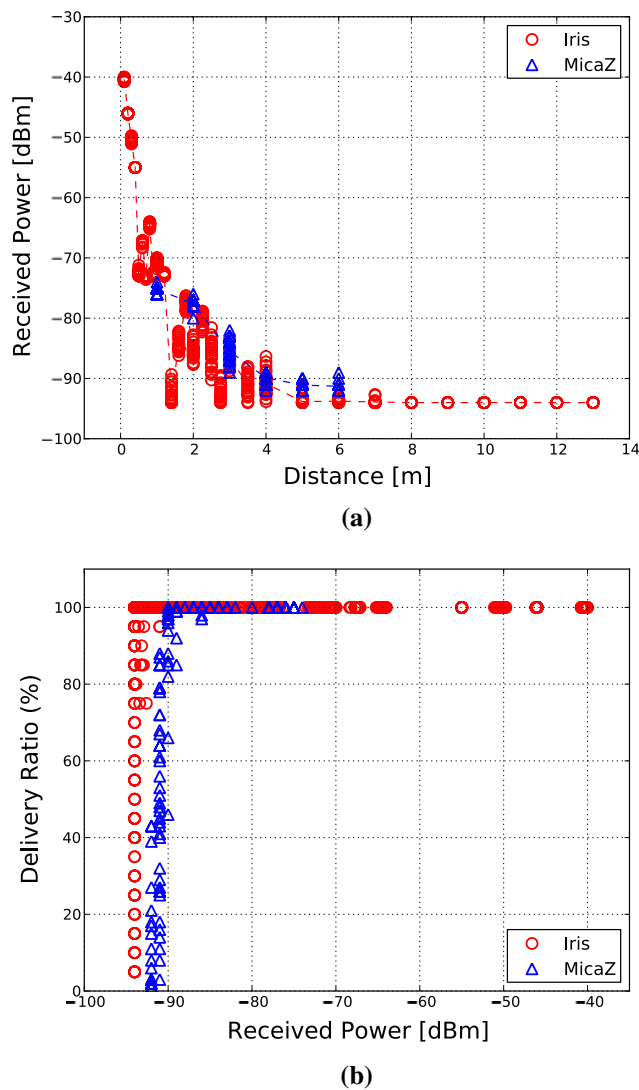 −30
−40
−50
−60
−70
−80
−90
−100
Received Power [dBm]
Iris
MicaZ
0 2 4 6 8 10 12 14
Distance [m]
(a)
100
80
60
40
20
0
Delivery Ratio (%)
Iris
MicaZ
−100 −90 −80 −70 −60 −50 −40
Received Power [dBm]
(b)